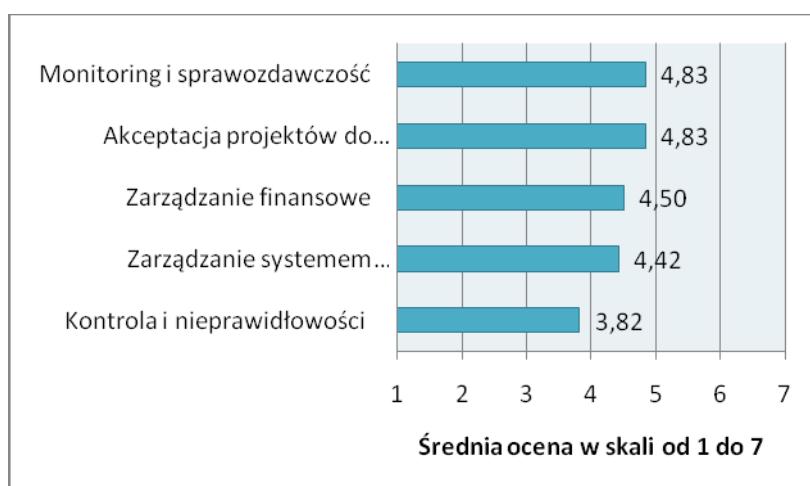 Monitoring i sprawozdawczość 4,83
Akceptacja projektów do... 4,83
Zarządzanie finansowe 4,50
Zarządzanie systemem... 4,42
Kontrola i nieprawidłowości 3,82
1 2 3 4 5 6 7
Średnia ocena w skali od 1 do 7